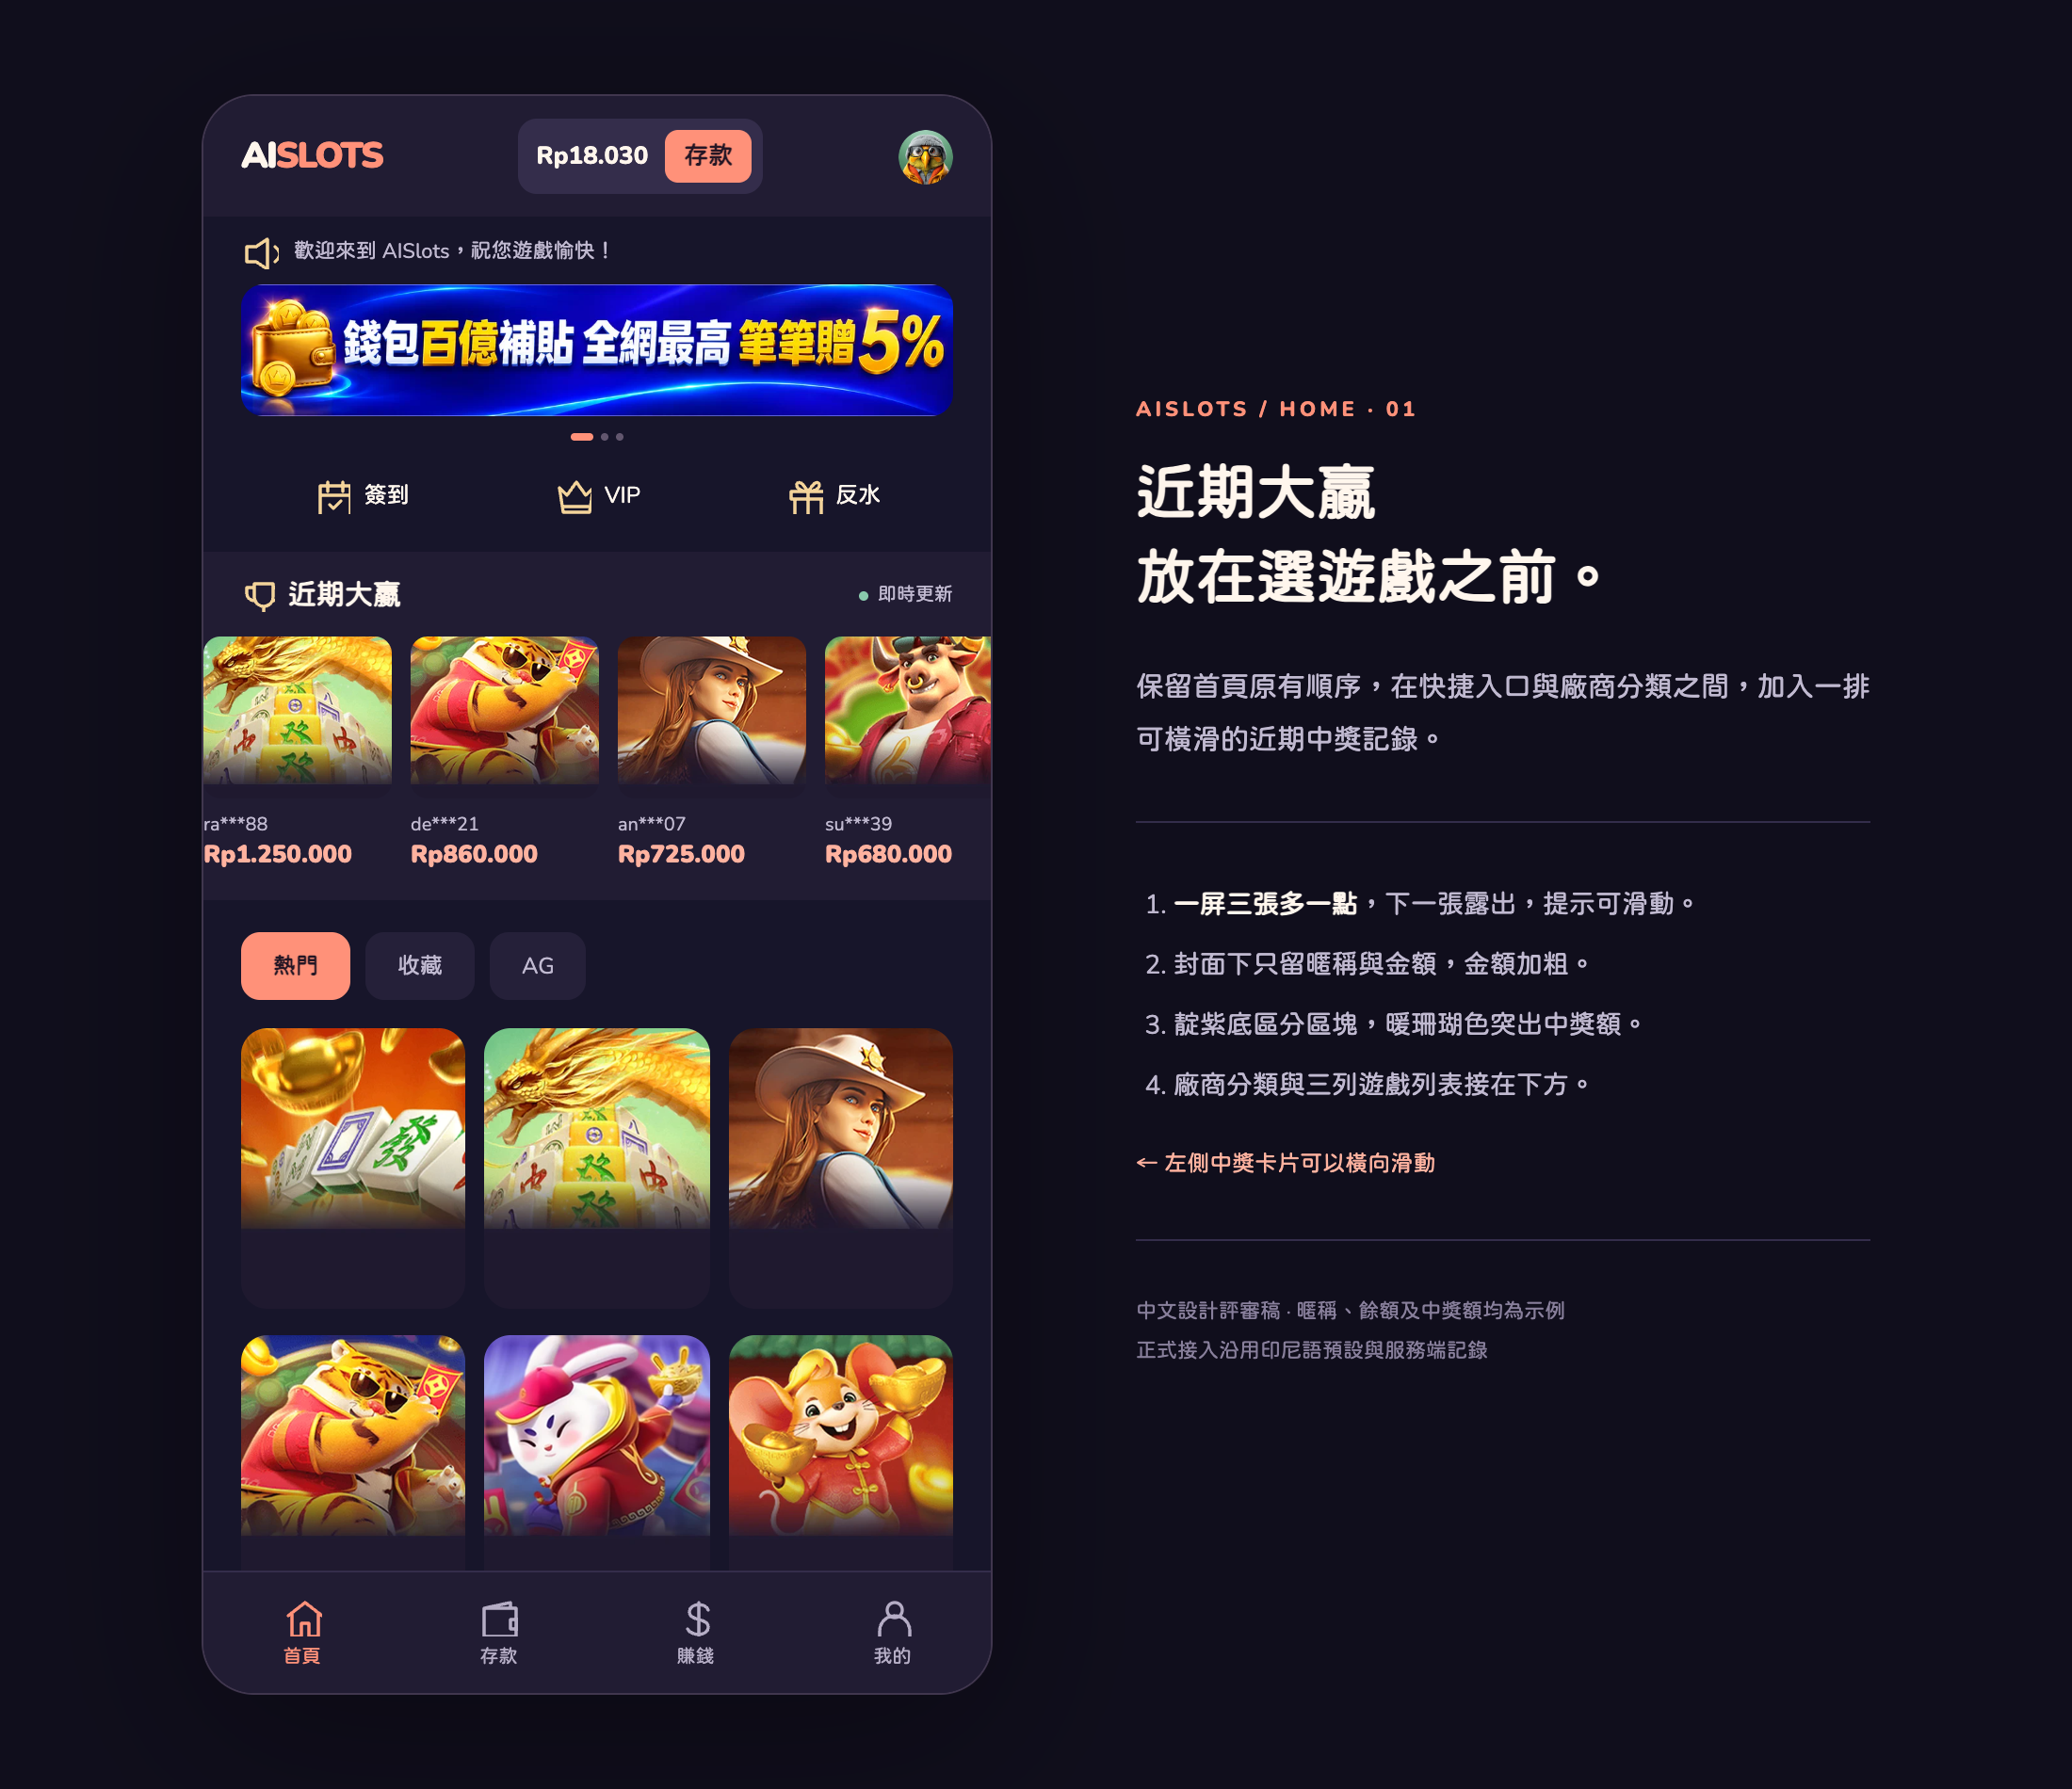 AISLOTS
Rp18.030
存款
歡迎來到 AISlots，祝您遊戲愉快！
錢包百億補貼 全網最高 筆筆贈5%
簽到
VIP
反水
近期大贏
即時更新
ra***88
Rp1.250.000
de***21
Rp860.000
an***07
Rp725.000
su***39
Rp680.000
熱門
收藏
AG
首頁
存款
賺錢
我的
AISLOTS / HOME · 01
近期大贏
放在選遊戲之前。
保留首頁原有順序，在快捷入口與廠商分類之間，加入一排
可橫滑的近期中獎記錄。
1. 一屏三張多一點，下一張露出，提示可滑動。
2. 封面下只留暱稱與金額，金額加粗。
3. 靛紫底區分區塊，暖珊瑚色突出中獎額。
4. 廠商分類與三列遊戲列表接在下方。
← 左側中獎卡片可以橫向滑動
中文設計評審稿 · 暱稱、餘額及中獎額均為示例
正式接入沿用印尼語預設與服務端記錄